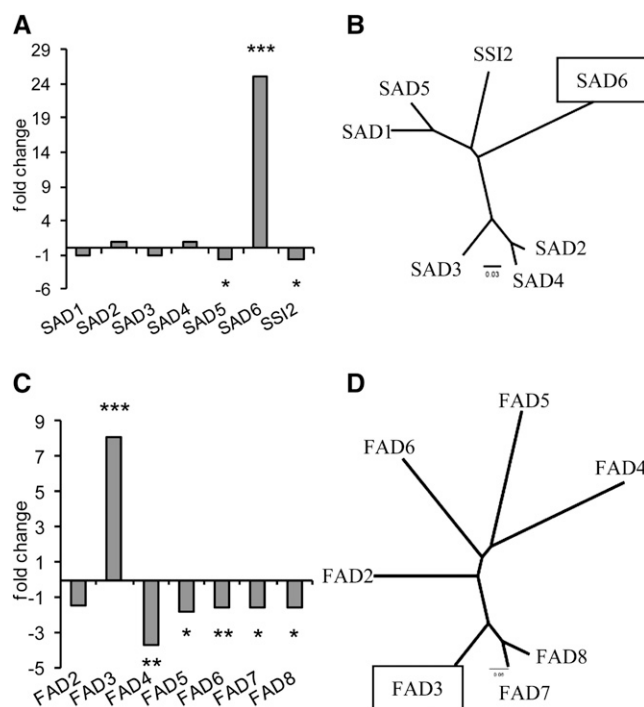 A
fold change
29
24
19
14
9
4
-1
-6
***
*
*
SAD1
SAD2
SAD3
SAD4
SAD5
SAD6
SSI2
B
SSI2
SAD6
SAD5
SAD1
SAD2
SAD3
SAD4
0.03
C
fold change
9
7
5
3
1
-1
-3
-5
***
**
*
**
*
*
FAD2
FAD3
FAD4
FAD5
FAD6
FAD7
FAD8
D
FAD5
FAD6
FAD4
FAD2
FAD8
FAD3
FAD7